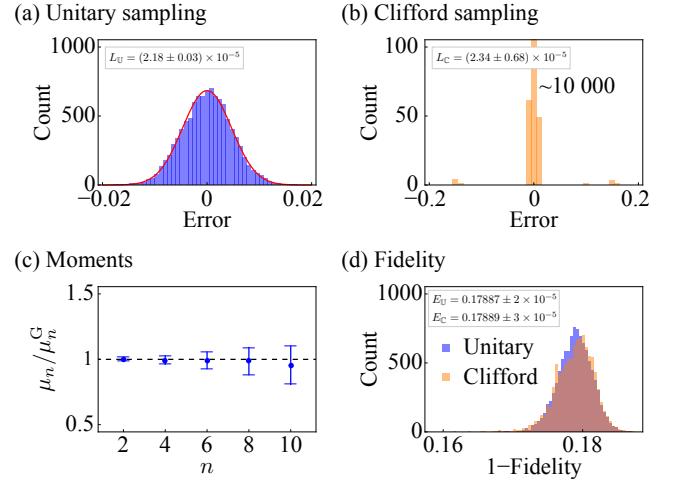 (a) Unitary sampling
1000
500
0
Count
L_𝕌 = (2.18 ± 0.03) × 10^-5
−0.02
0
0.02
Error
(b) Clifford sampling
100
50
0
Count
L_ℂ = (2.34 ± 0.68) × 10^-5
~10 000
−0.2
0
0.2
Error
(c) Moments
1.5
1
0.5
μ_n/μ_n^G
2
4
6
8
10
n
(d) Fidelity
1000
500
0
Count
E_𝕌 = 0.17887 ± 2 × 10^-5
E_ℂ = 0.17889 ± 3 × 10^-5
Unitary
Clifford
0.16
0.18
1−Fidelity